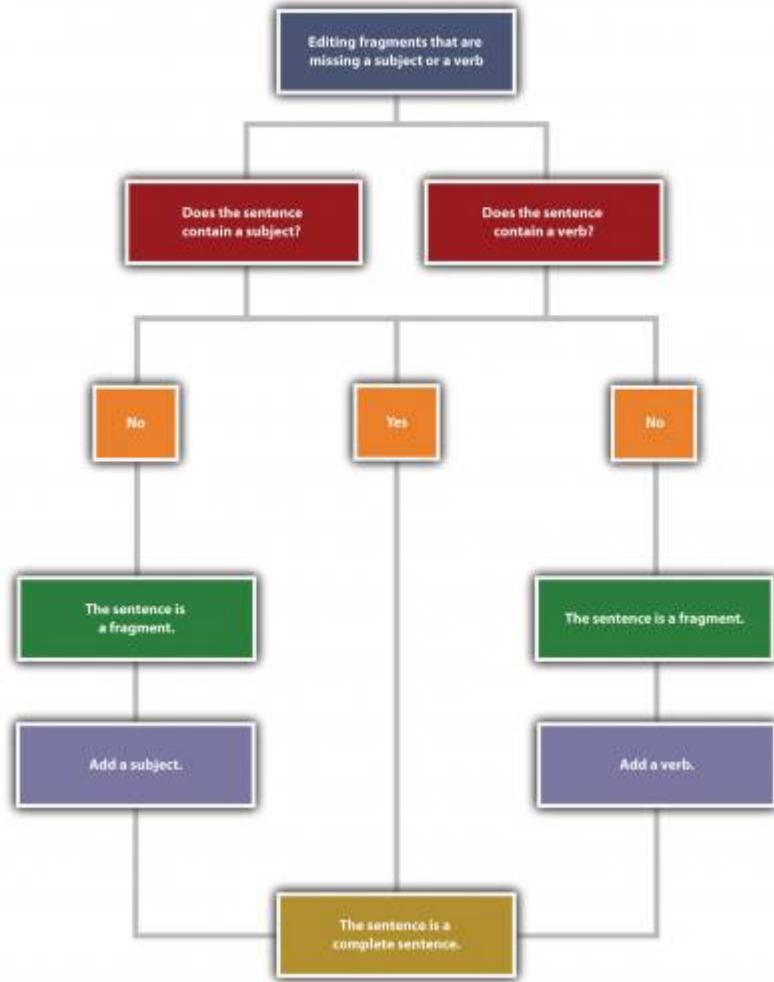 Editing fragments that are
missing a subject or a verb
Does the sentence
contain a subject?
Does the sentence
contain a verb?
No
Yes
No
The sentence is
a fragment.
The sentence is a fragment.
Add a subject.
Add a verb.
The sentence is a
complete sentence.